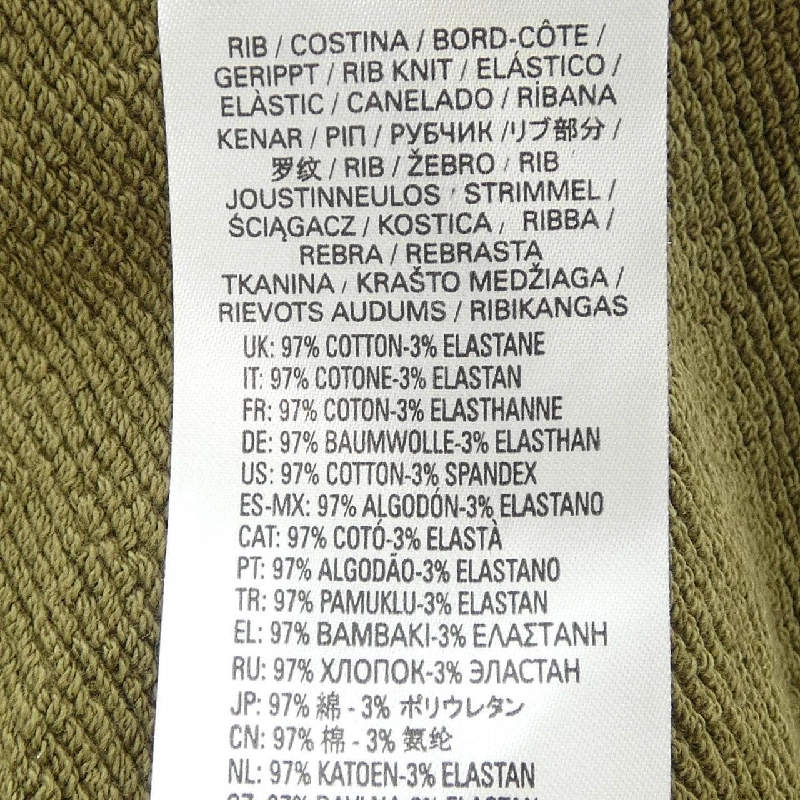 RIB / COSTINA / BORD-CÔTE /
GERIPPT / RIB KNIT / ELÁSTICO /
ELÀSTIC / CANELADO / RİBANA
KENAR / ΡΙΠ / РУБЧИК /リブ部分 /
罗纹 / RIB / ŽEBRO / RIB
JOUSTINNEULOS / STRIMMEL /
ŚCIĄGACZ / KOSTICA / RIBBA /
REBRA / REBRASTA
TKANINA / KRAŠTO MEDŽIAGA /
RIEVOTS AUDUMS / RIBIKANGAS
UK: 97% COTTON-3% ELASTANE
IT: 97% COTONE-3% ELASTAN
FR: 97% COTON-3% ELASTHANNE
DE: 97% BAUMWOLLE-3% ELASTHAN
US: 97% COTTON-3% SPANDEX
ES-MX: 97% ALGODÓN-3% ELASTANO
CAT: 97% COTÓ-3% ELASTÀ
PT: 97% ALGODÃO-3% ELASTANO
TR: 97% PAMUKLU-3% ELASTAN
EL: 97% ΒΑΜΒΑΚΙ-3% ΕΛΑΣΤΑΝΗ
RU: 97% ХЛОПОК-3% ЭЛАСТАН
JP: 97% 綿 - 3% ポリウレタン
CN: 97% 棉 - 3% 氨纶
NL: 97% KATOEN-3% ELASTAN